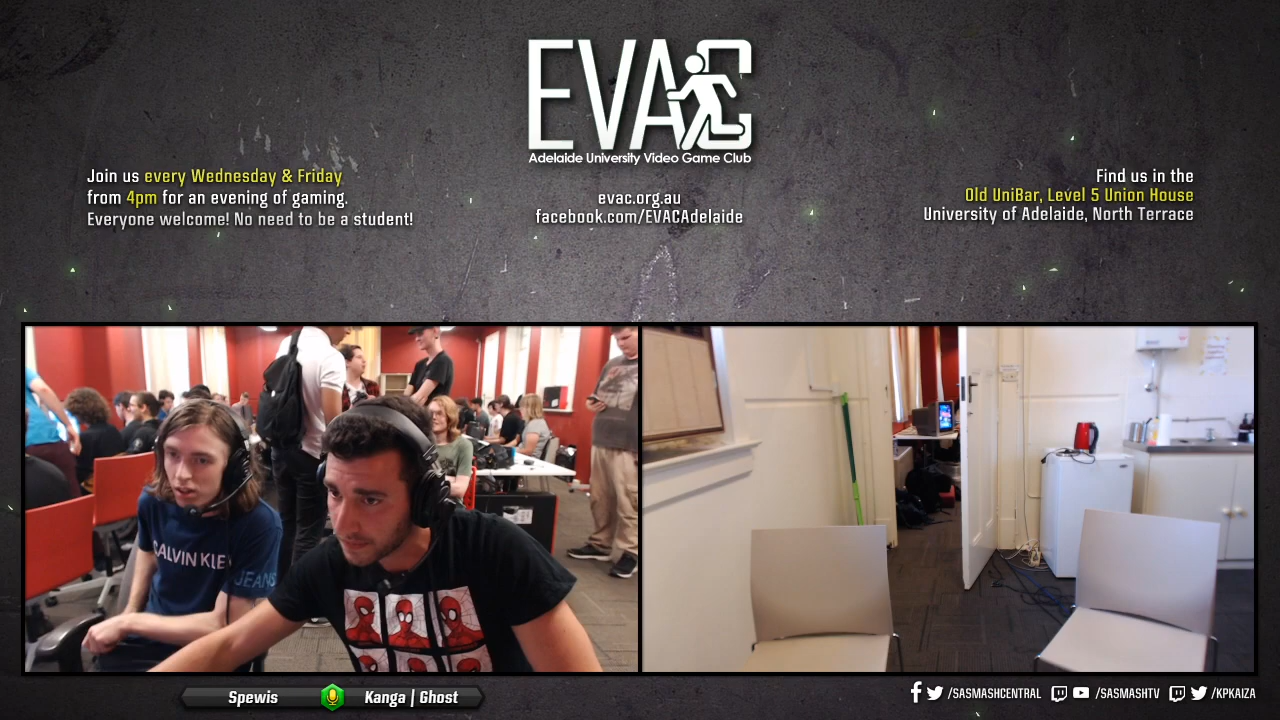 EVAC
Adelaide University Video Game Club
Join us every Wednesday & Friday
from 4pm for an evening of gaming.
Everyone welcome! No need to be a student!
evac.org.au
facebook.com/EVACAdelaide
Find us in the
Old UniBar, Level 5 Union House
University of Adelaide, North Terrace
CALVIN KLE
JEANS
Spewis
Kanga | Ghost
/SASMASHCENTRAL
/SASMASHTV
/KPKAIZA